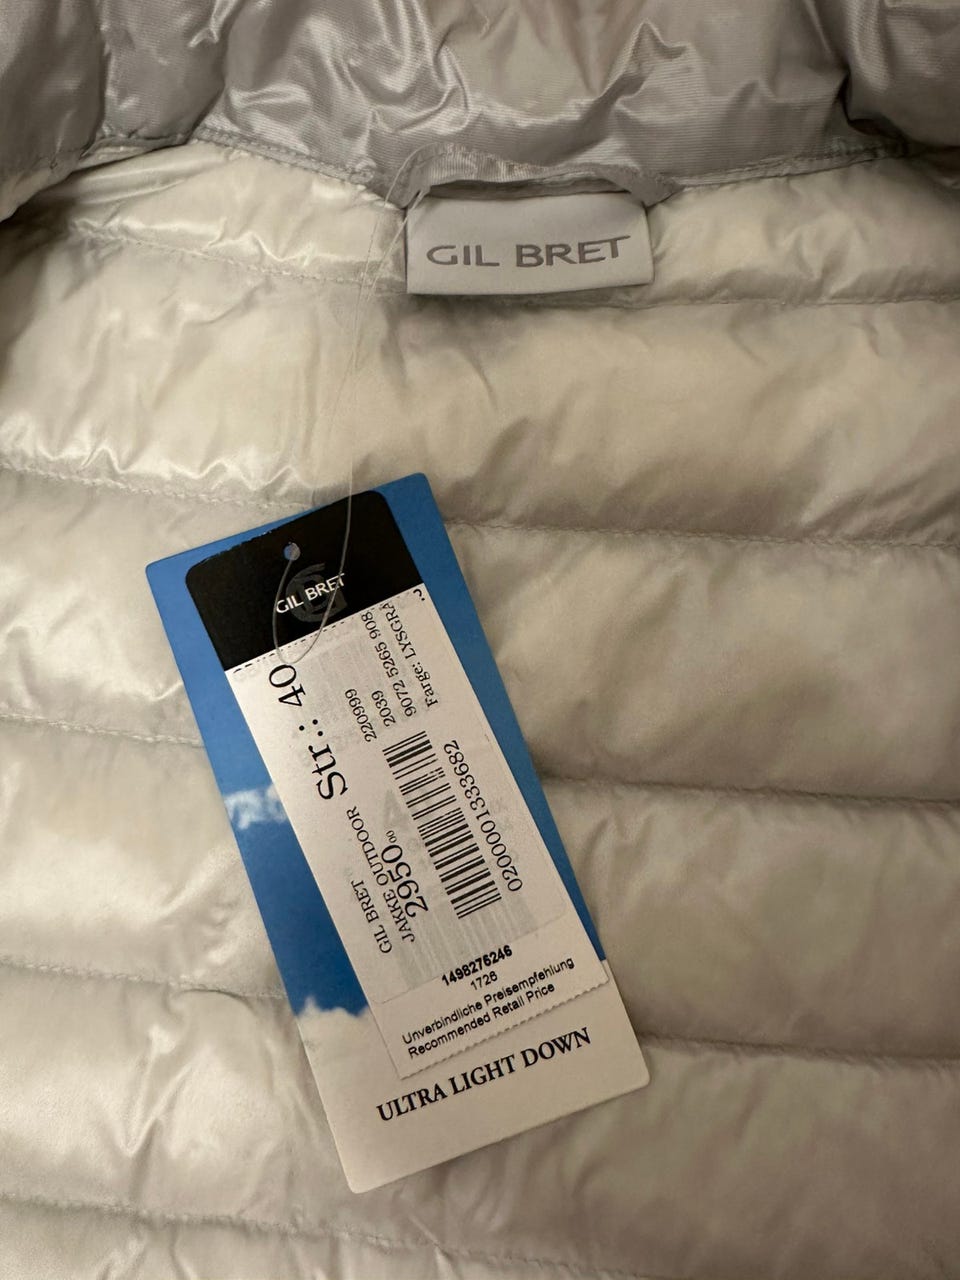 GIL BRET
GIL BRET
GIL BRET
JAKKE OUTDOOR
2950.00
Str.: 40
220999
2039
9072 5265 908
Farge: LYSGRÅ
0200001333682
1498276246
1726
Unverbindliche Preisempfehlung
Recommended Retail Price
ULTRA LIGHT DOWN